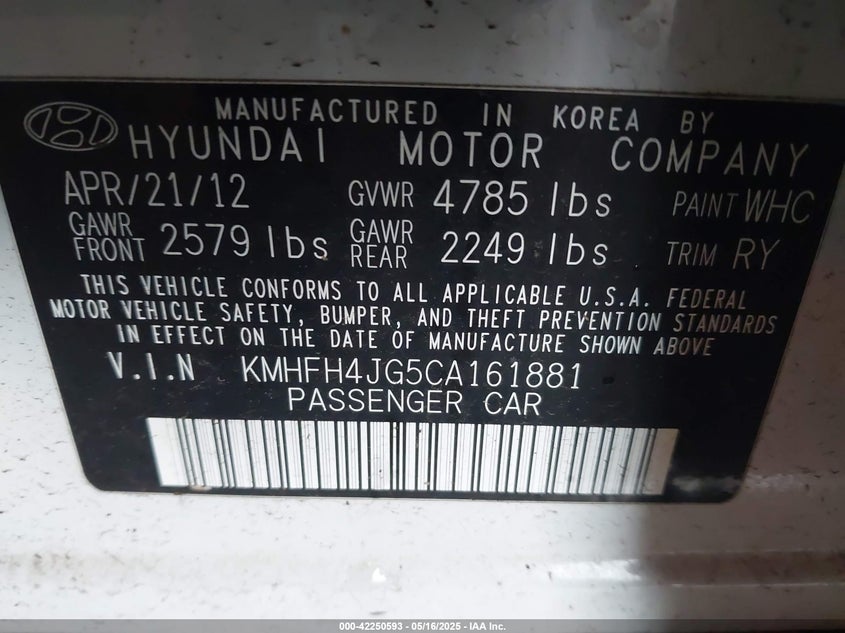 MANUFACTURED IN KOREA BY
HYUNDAI MOTOR COMPANY
APR/21/12 GVWR 4785 lbs PAINT WHC
GAWR FRONT 2579 lbs GAWR REAR 2249 lbs TRIM RY
THIS VEHICLE CONFORMS TO ALL APPLICABLE U.S.A. FEDERAL
MOTOR VEHICLE SAFETY, BUMPER, AND THEFT PREVENTION STANDARDS
IN EFFECT ON THE DATE OF MANUFACTURE SHOWN ABOVE
V.I.N KMHFH4JG5CA161881
PASSENGER CAR
000-42250593 - 05/16/2025 - IAA Inc.